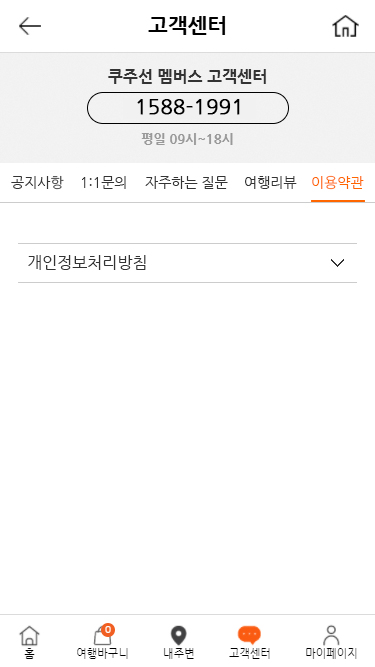 고객센터
쿠주선 멤버스 고객센터
1588-1991
평일 09시~18시
공지사항 1:1문의 자주하는 질문 여행리뷰 이용약관
개인정보처리방침
0
홈 여행바구니 내주변 고객센터 마이페이지